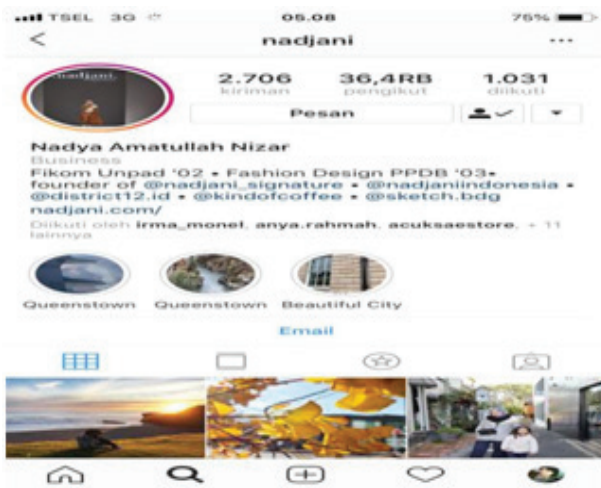 TSEL 3G 05.08 75%
nadjani
nadjani.
2.706 36,4RB 1.031
kiriman pengikut diikuti
Pesan
Nadya Amatullah Nizar
Business
Fikom Unpad '02 • Fashion Design PPDB '03•
founder of @nadjani_signature • @nadjaniindonesia •
@district12.id • @kindofcoffee • @sketch.bdg
nadjani.com/
Diikuti oleh irma_monel, anya.rahmah, acuksaestore, + 11
lainnya
Queenstown Queenstown Beautiful City
Email